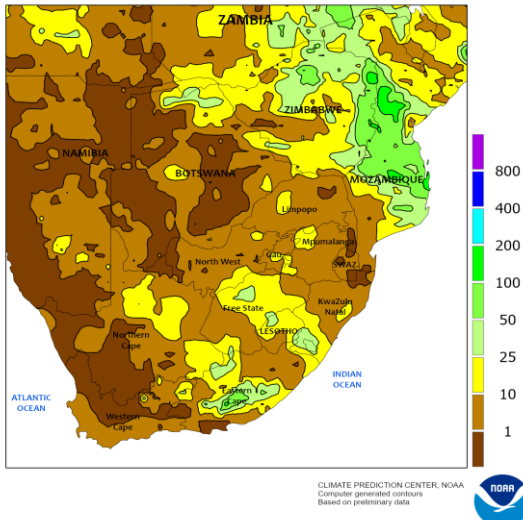 ZAMBIA
ZIMBABWE
NAMIBIA
BOTSWANA
MOZAMBIQUE
Limpopo
Mpumalanga
Gau.
North West
SWAZ.
Free State
KwaZulu
Natal
LESOTHO
Northern
Cape
Eastern
Cape
Western
Cape
ATLANTIC
OCEAN
INDIAN
OCEAN
800
400
200
100
50
25
10
1
CLIMATE PREDICTION CENTER, NOAA
Computer generated contours
Based on preliminary data
NOAA